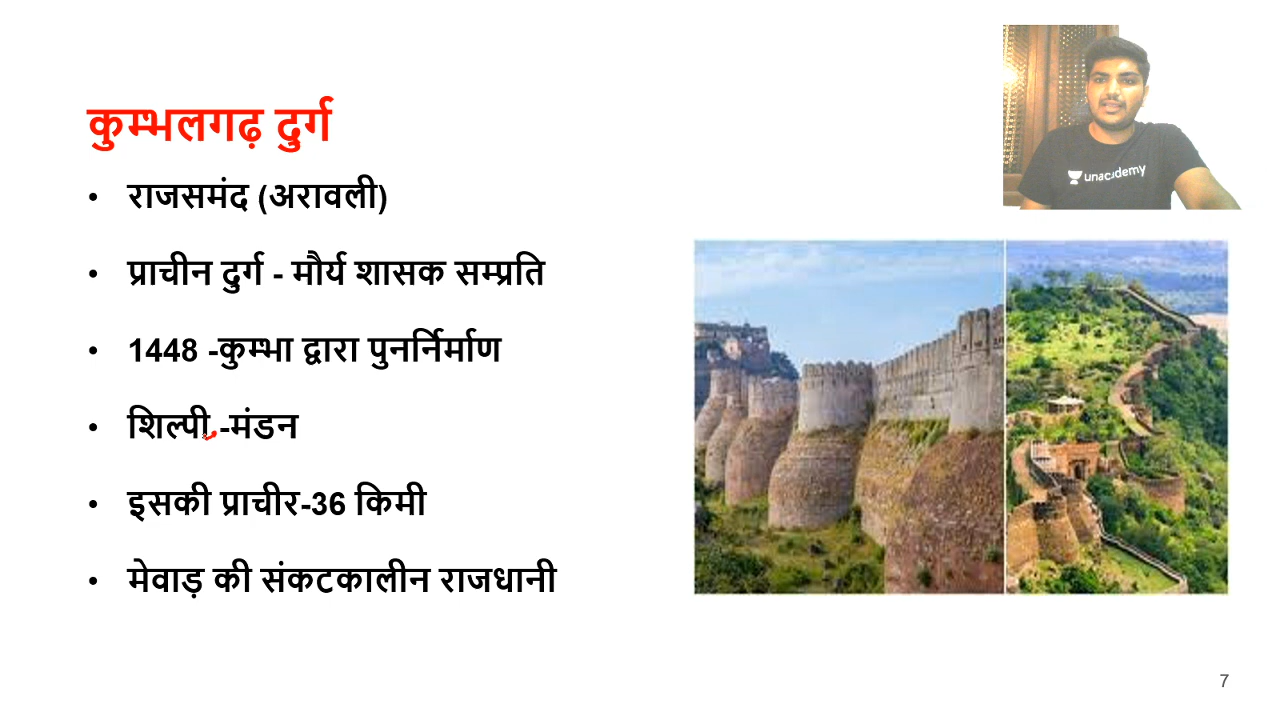 unacademy
कुम्भलगढ़ दुर्ग
• राजसमंद (अरावली)
• प्राचीन दुर्ग - मौर्य शासक सम्प्रति
• 1448 -कुम्भा द्वारा पुनर्निर्माण
• शिल्पी -मंडन
• इसकी प्राचीर-36 किमी
• मेवाड़ की संकटकालीन राजधानी
7